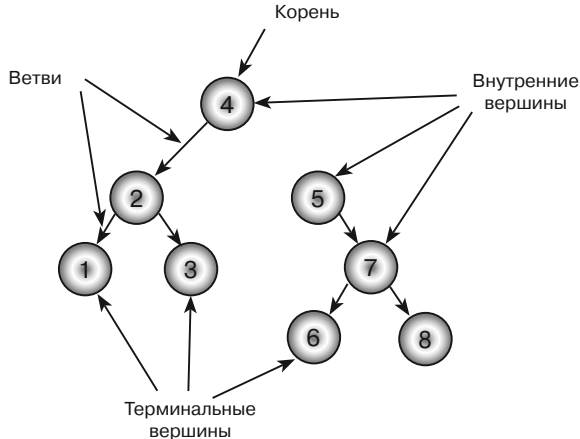 Корень
Ветви
4
Внутренние
вершины
2
5
1
3
7
6
8
Терминальные
вершины